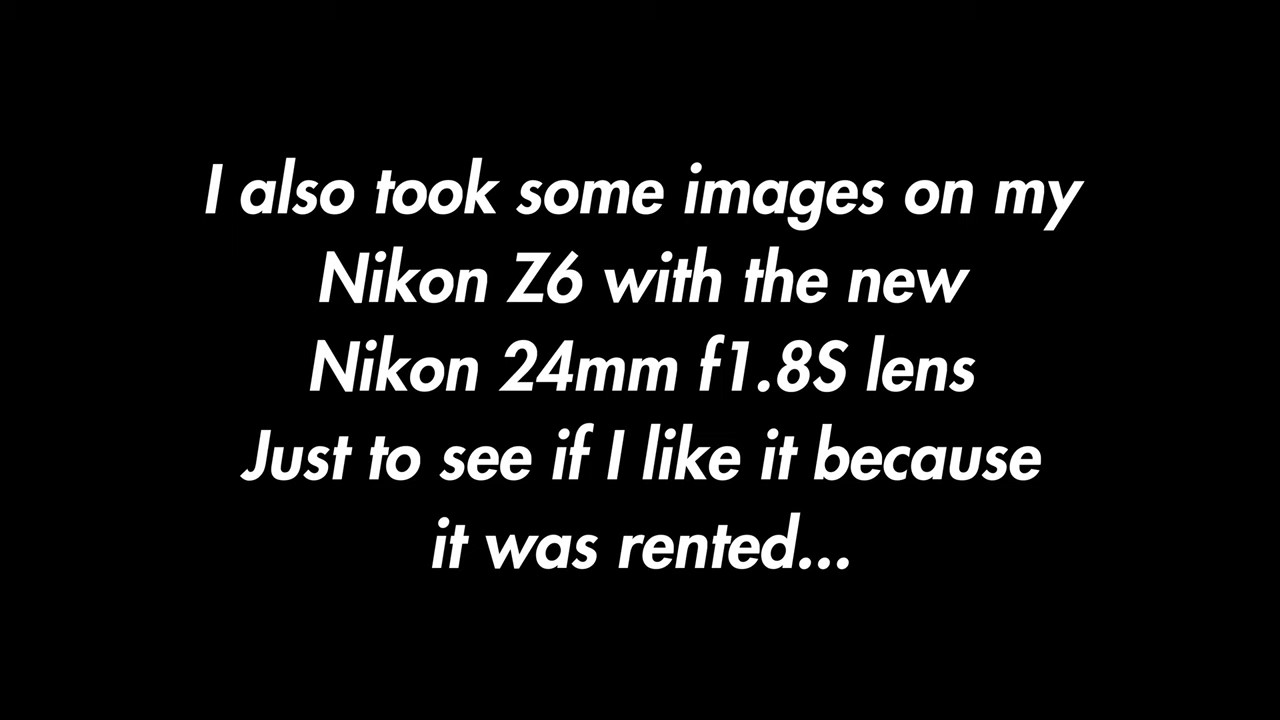 I also took some images on my
Nikon Z6 with the new
Nikon 24mm f1.8S lens
Just to see if I like it because
it was rented...